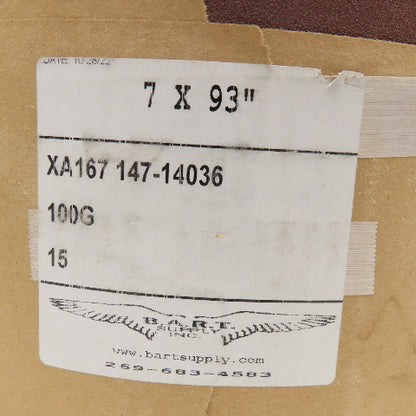 DATE: 10/28/22
7 X 93"
XA167 147-14036
100G
15
B.A.R.T.
SUPPLY
INC.
www.bartsupply.com
269-683-4583